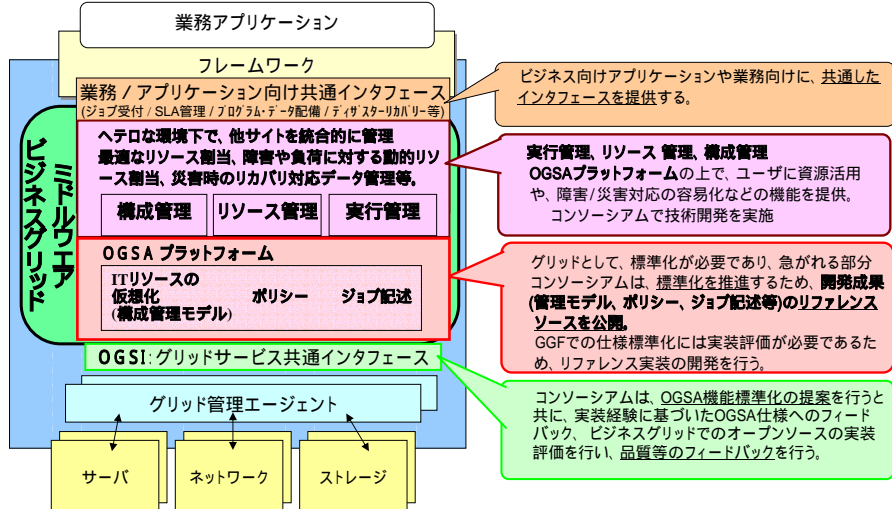 業務アプリケーション
フレームワーク
業務/アプリケーション向け共通インタフェース
(ジョブ受付/SLA管理/プログラム・データ配備/ディザスターリカバリー等)
ビジネスグリッド
ミドルウエア
ヘテロな環境下で、他サイトを統合的に管理
最適なリソース割当、障害や負荷に対する動的リソ
ース割当、災害時のリカバリ対応データ管理等。
構成管理
リソース管理
実行管理
OGSA プラットフォーム
ITリソースの
仮想化
(構成管理モデル)
ポリシー
ジョブ記述
OGSI:グリッドサービス共通インタフェース
グリッド管理エージェント
サーバ
ネットワーク
ストレージ
ビジネス向けアプリケーションや業務向けに、共通した
インタフェースを提供する。
実行管理、リソース 管理、構成管理
OGSAプラットフォームの上で、ユーザに資源活用
や、障害/災害対応の容易化などの機能を提供。
コンソーシアムで技術開発を実施
グリッドとして、標準化が必要であり、急がれる部分
コンソーシアムは、標準化を推進するため、開発成果
(管理モデル、ポリシー、ジョブ記述等)のリファレンス
ソースを公開。
GGFでの仕様標準化には実装評価が必要であるた
め、リファレンス実装の開発を行う。
コンソーシアムは、OGSA機能標準化の提案を行うと
共に、実装経験に基づいたOGSA仕様へのフィード
バック、ビジネスグリッドでのオープンソースの実装
評価を行い、品質等のフィードバックを行う。